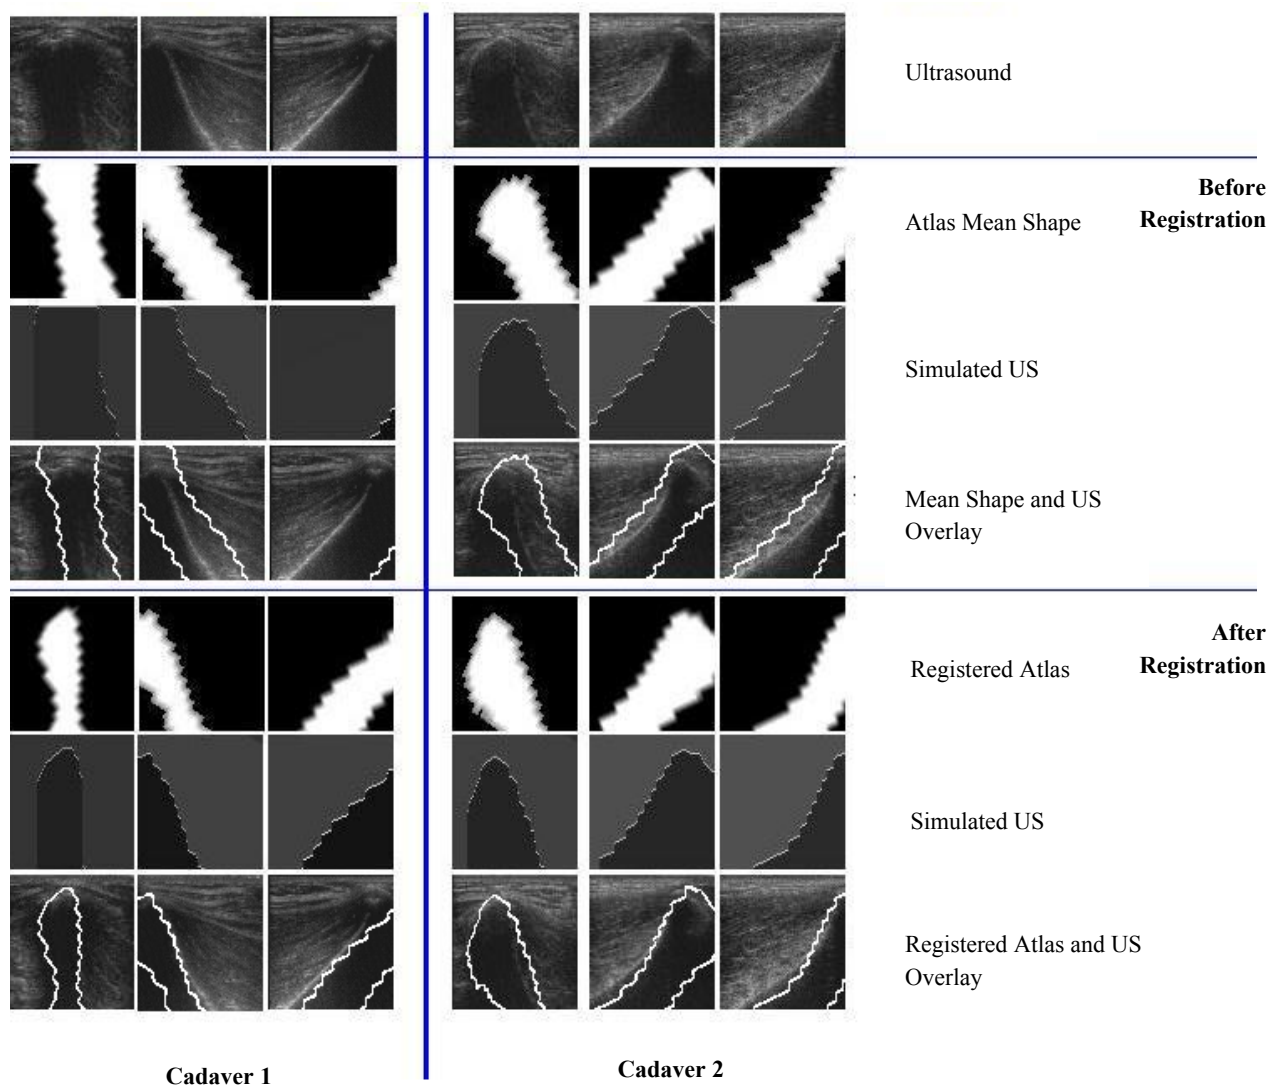 Ultrasound
Before
Registration
Atlas Mean Shape
Simulated US
Mean Shape and US
Overlay
After
Registration
Registered Atlas
Simulated US
Registered Atlas and US
Overlay
Cadaver 1
Cadaver 2